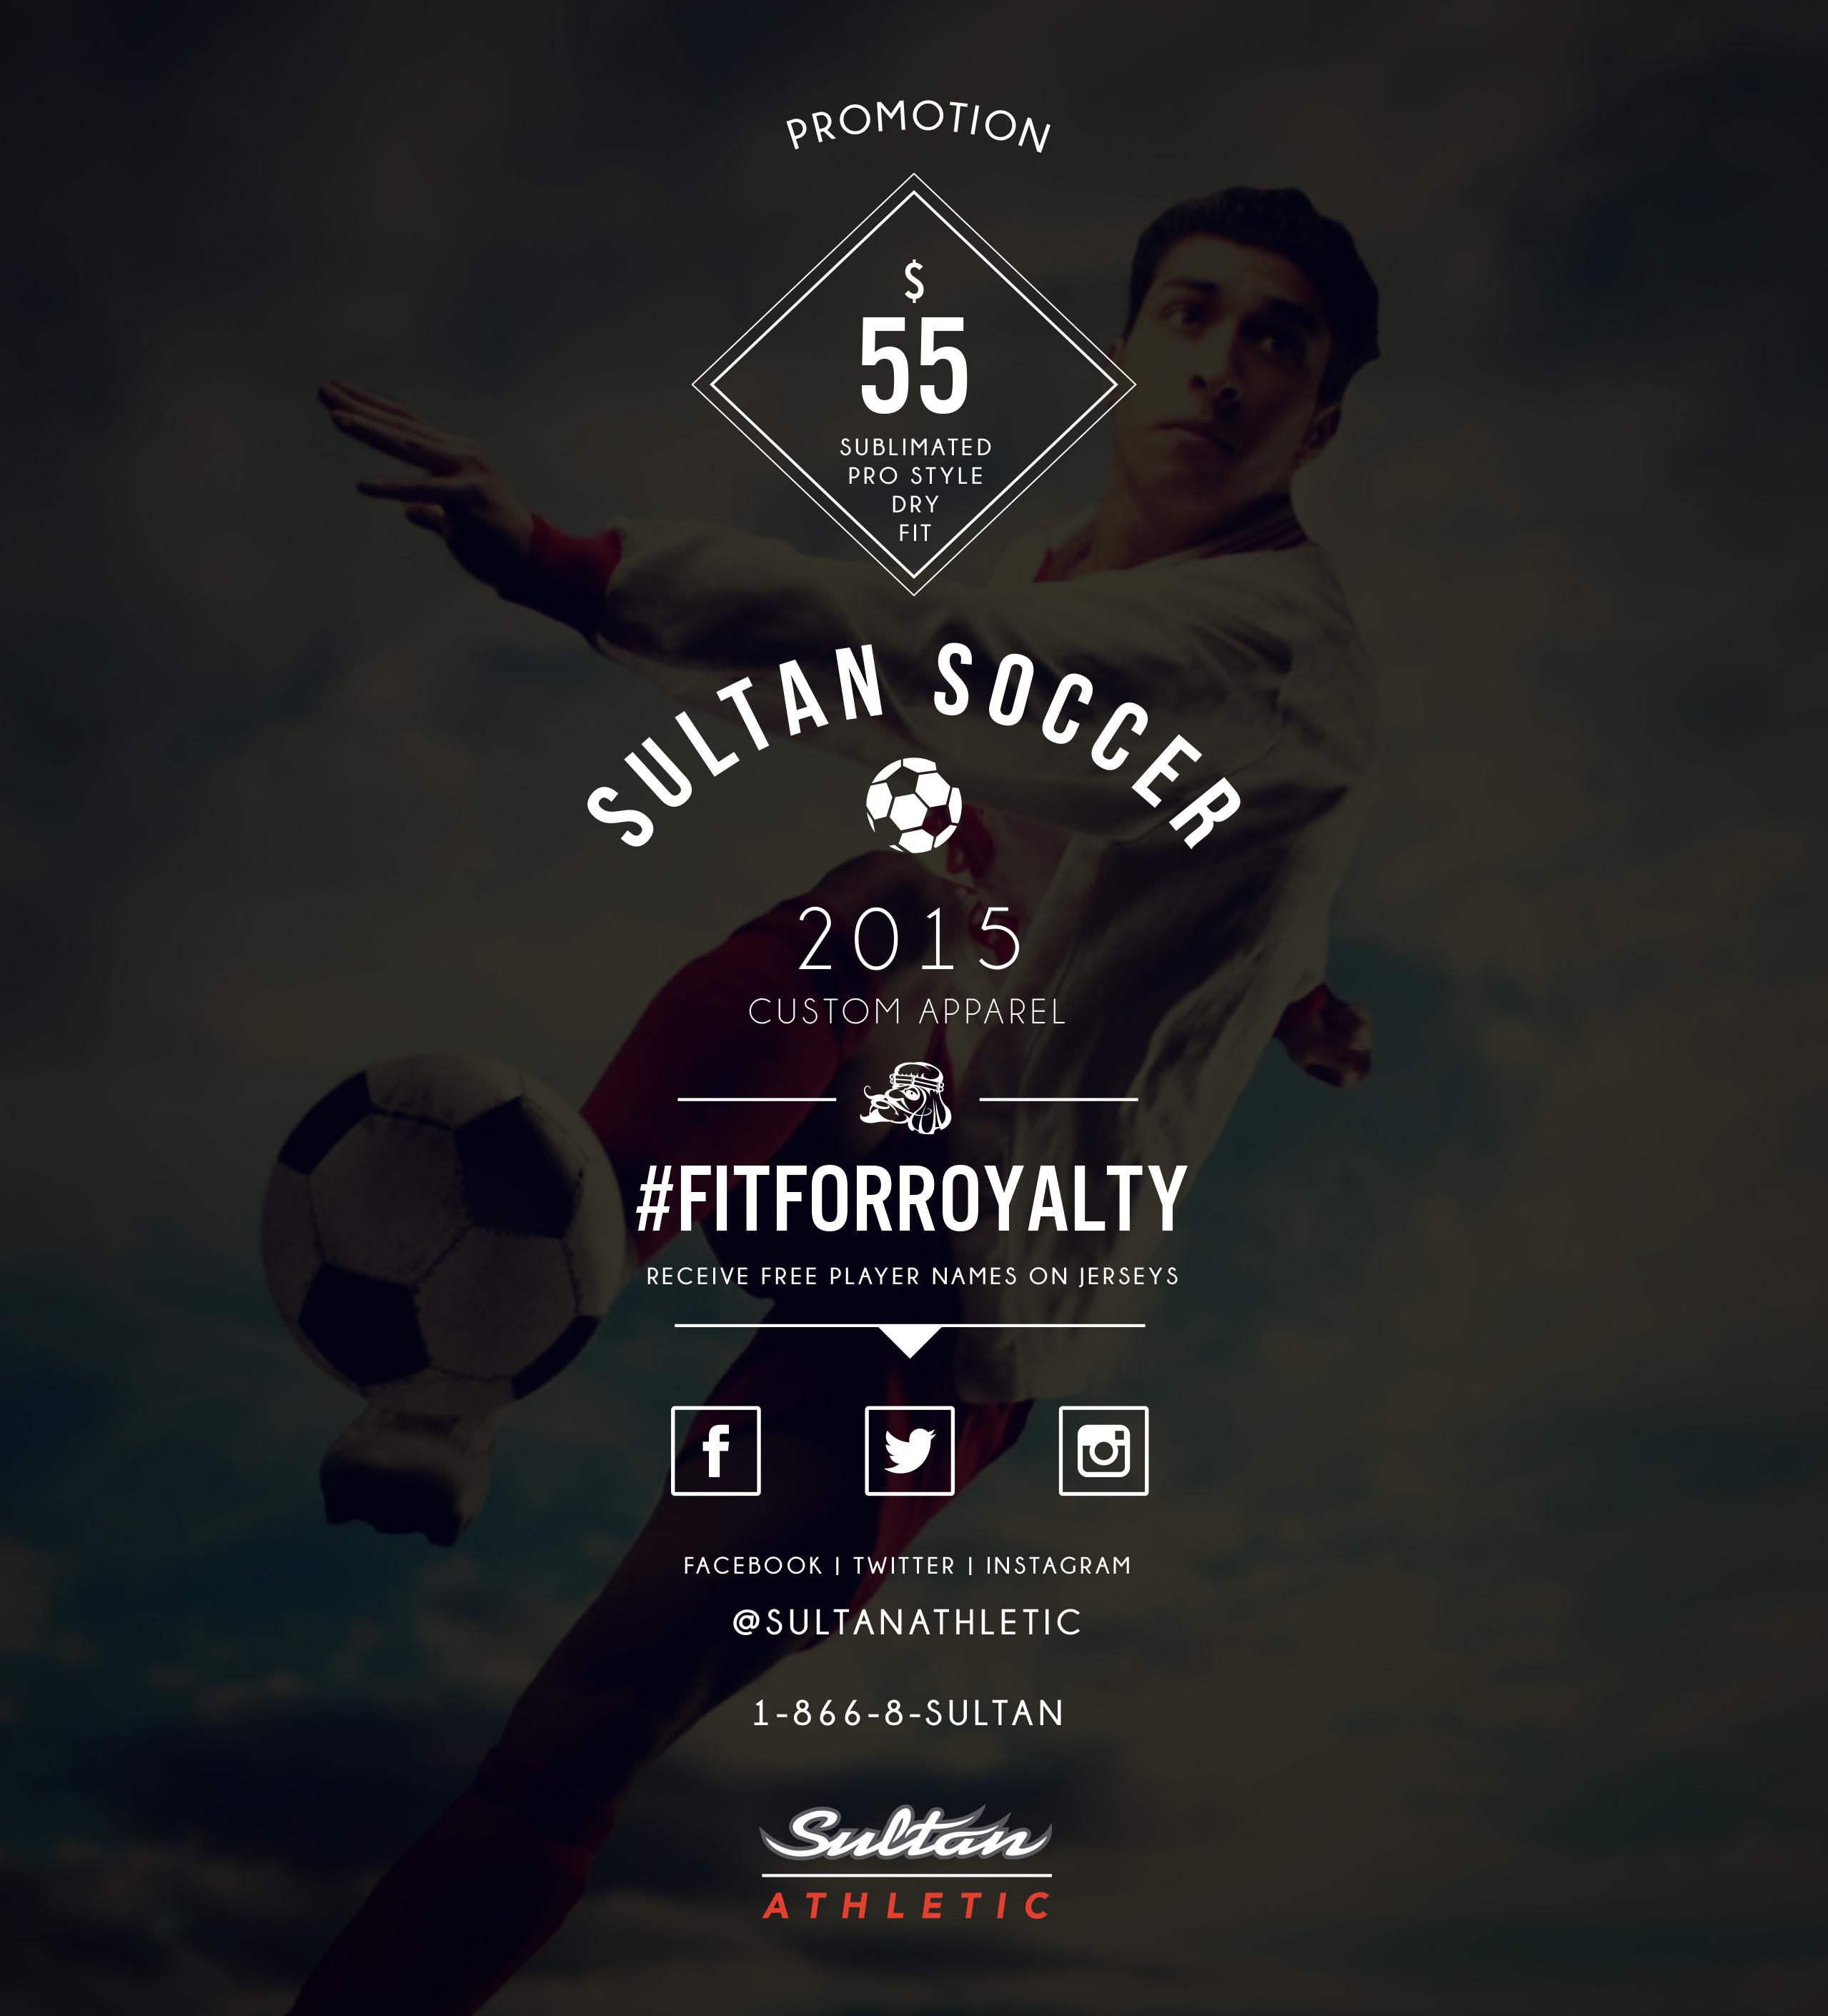 PROMOTION
$
55
SUBLIMATED
PRO STYLE
DRY
FIT
SULTAN SOCCER
2015
CUSTOM APPAREL
#FITFORROYALTY
RECEIVE FREE PLAYER NAMES ON JERSEYS
f
FACEBOOK | TWITTER | INSTAGRAM
@SULTANATHLETIC
1-866-8-SULTAN
Sultan
ATHLETIC